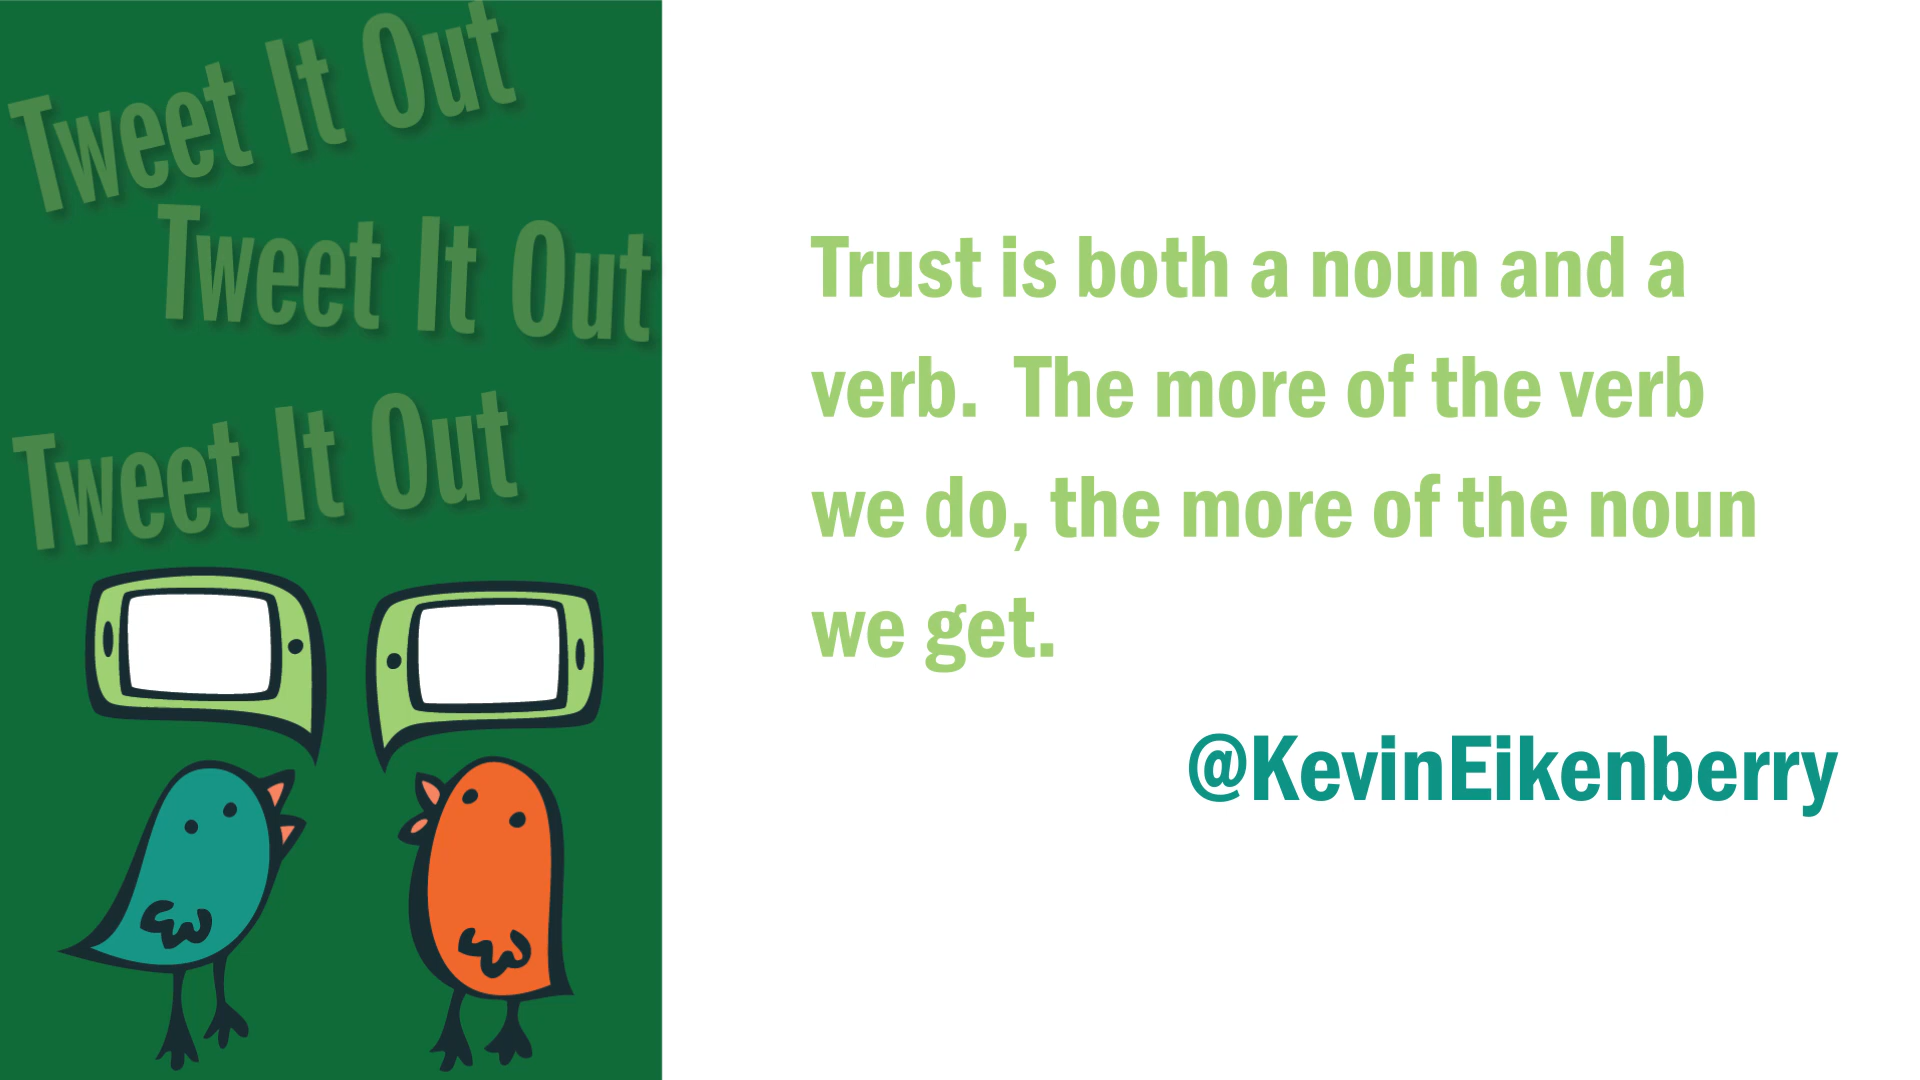 Tweet It Out
Tweet It Out
Tweet It Out
Trust is both a noun and a
verb.  The more of the verb
we do, the more of the noun
we get.
@KevinEikenberry